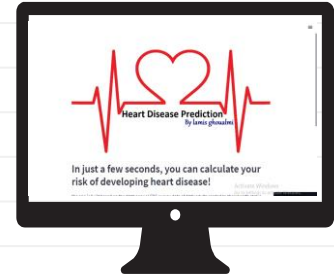 Heart Disease Prediction
By lamis ghoualmi
In just a few seconds, you can calculate your
risk of developing heart disease!
Activate Windows